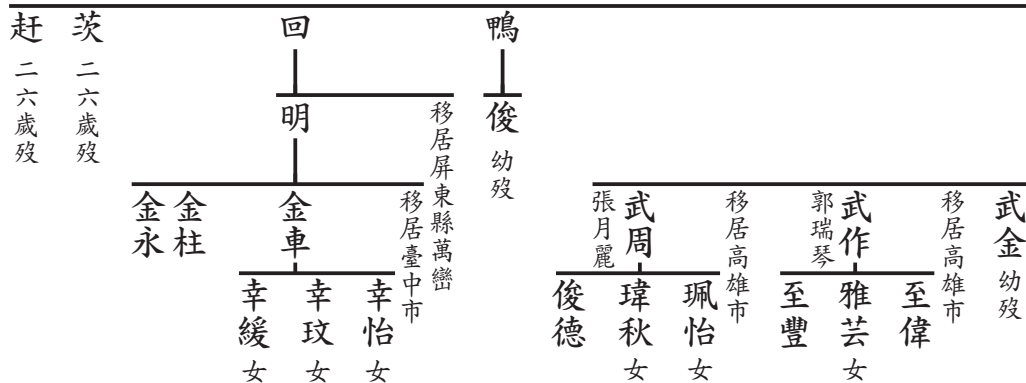 鴨
回
茨 二六歲歿
赶 二六歲歿
俊 幼歿
移居屏東縣萬巒
明
武金 幼歿
移居高雄市
武作
郭瑞琴
移居高雄市
武周
張月麗
移居臺中市
金車
金柱
金永
至偉
雅芸 女
至豐
珮怡 女
瑋秋 女
俊德
幸怡 女
幸玟 女
幸緩 女